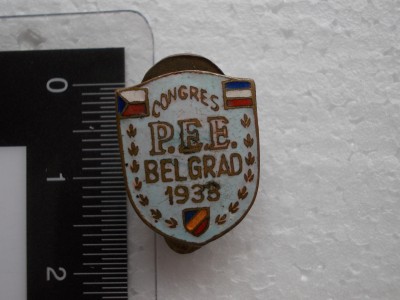 CONGRES
P.E.E.
BELGRAD
1938
0
1
2